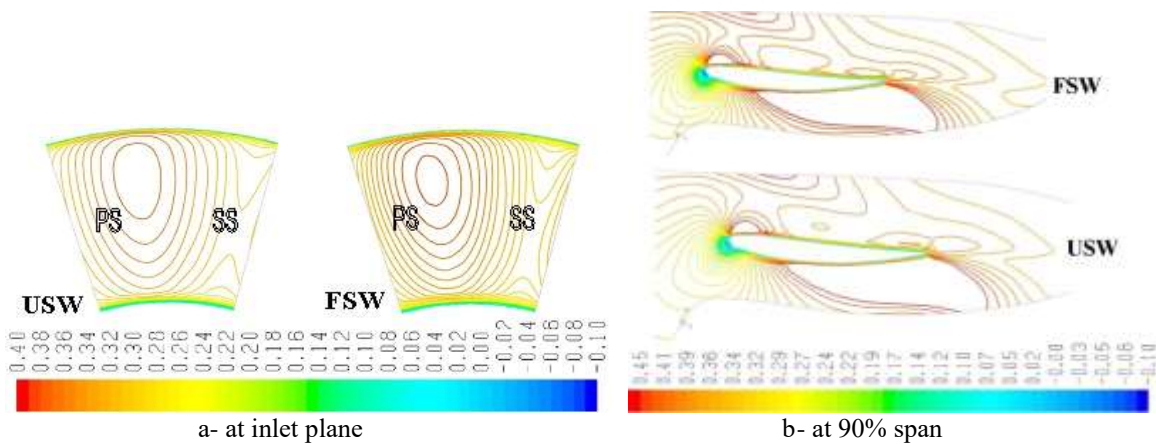 FSW
PS SS PS SS
USW FSW
USW
0.40 0.38 0.36 0.34 0.32 0.30 0.28 0.26 0.24 0.22 0.20 0.18 0.16 0.14 0.12 0.10 0.08 0.06 0.04 0.02 0.00 -0.02 -0.04 -0.06 -0.08 -0.10
0.45 0.41 0.39 0.36 0.34 0.32 0.29 0.27 0.24 0.22 0.19 0.17 0.12 0.10 0.07 0.05 0.02 -0.00 -0.03 -0.05 -0.10
a- at inlet plane
b- at 90% span